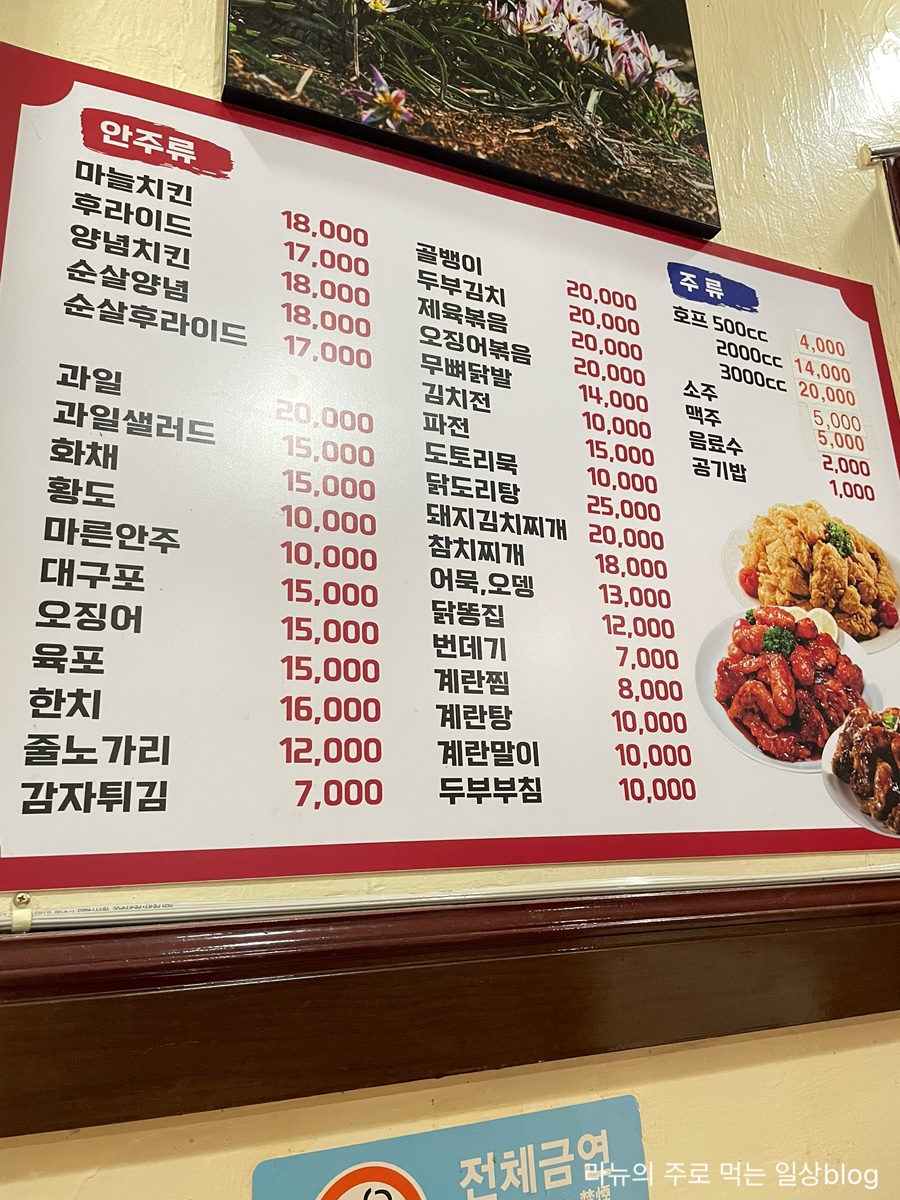 안주류
마늘치킨 18,000
후라이드 17,000
양념치킨 18,000
순살양념 18,000
순살후라이드 17,000
과일 20,000
과일샐러드 15,000
화채 15,000
황도 10,000
마른안주 10,000
대구포 15,000
오징어 15,000
육포 15,000
한치 16,000
줄노가리 12,000
감자튀김 7,000
골뱅이 20,000
두부김치 20,000
제육볶음 20,000
오징어볶음 20,000
무뼈닭발 14,000
김치전 10,000
파전 15,000
도토리묵 10,000
닭도리탕 25,000
돼지김치찌개 20,000
참치찌개 18,000
어묵,오뎅 13,000
닭똥집 12,000
번데기 7,000
계란찜 8,000
계란탕 10,000
계란말이 10,000
두부부침 10,000
주류
호프 500cc 4,000
2000cc 14,000
3000cc 20,000
소주 5,000
맥주 5,000
음료수 2,000
공기밥 1,000
전체금연
마뉴의 주로 먹는 일상blog